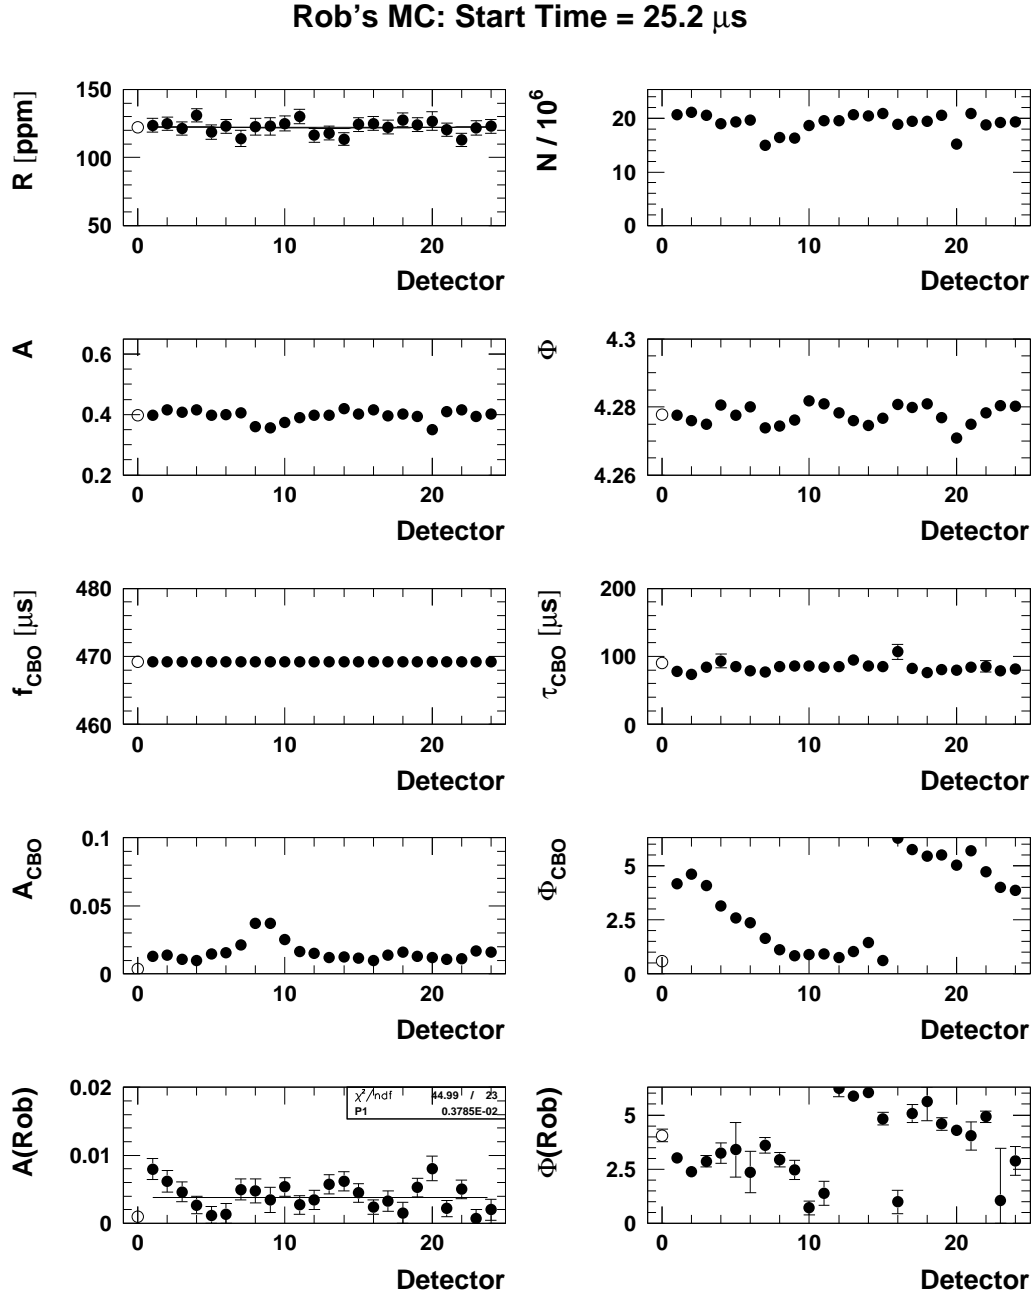 Rob's MC: Start Time = 25.2 μs
R [ppm]
150
100
50
0 10 20
Detector
N / 10⁶
20
10
0
0 10 20
Detector
A
0.6
0.4
0.2
0 10 20
Detector
Φ
4.3
4.28
4.26
0 10 20
Detector
f_CBO [μs]
480
470
460
0 10 20
Detector
τ_CBO [μs]
200
100
0
0 10 20
Detector
A_CBO
0.1
0.05
0
0 10 20
Detector
Φ_CBO
5
2.5
0
0 10 20
Detector
A(Rob)
0.02
0.01
0
χ²/ndf 44.99 / 23
P1 0.3785E-02
0 10 20
Detector
Φ(Rob)
5
2.5
0
0 10 20
Detector